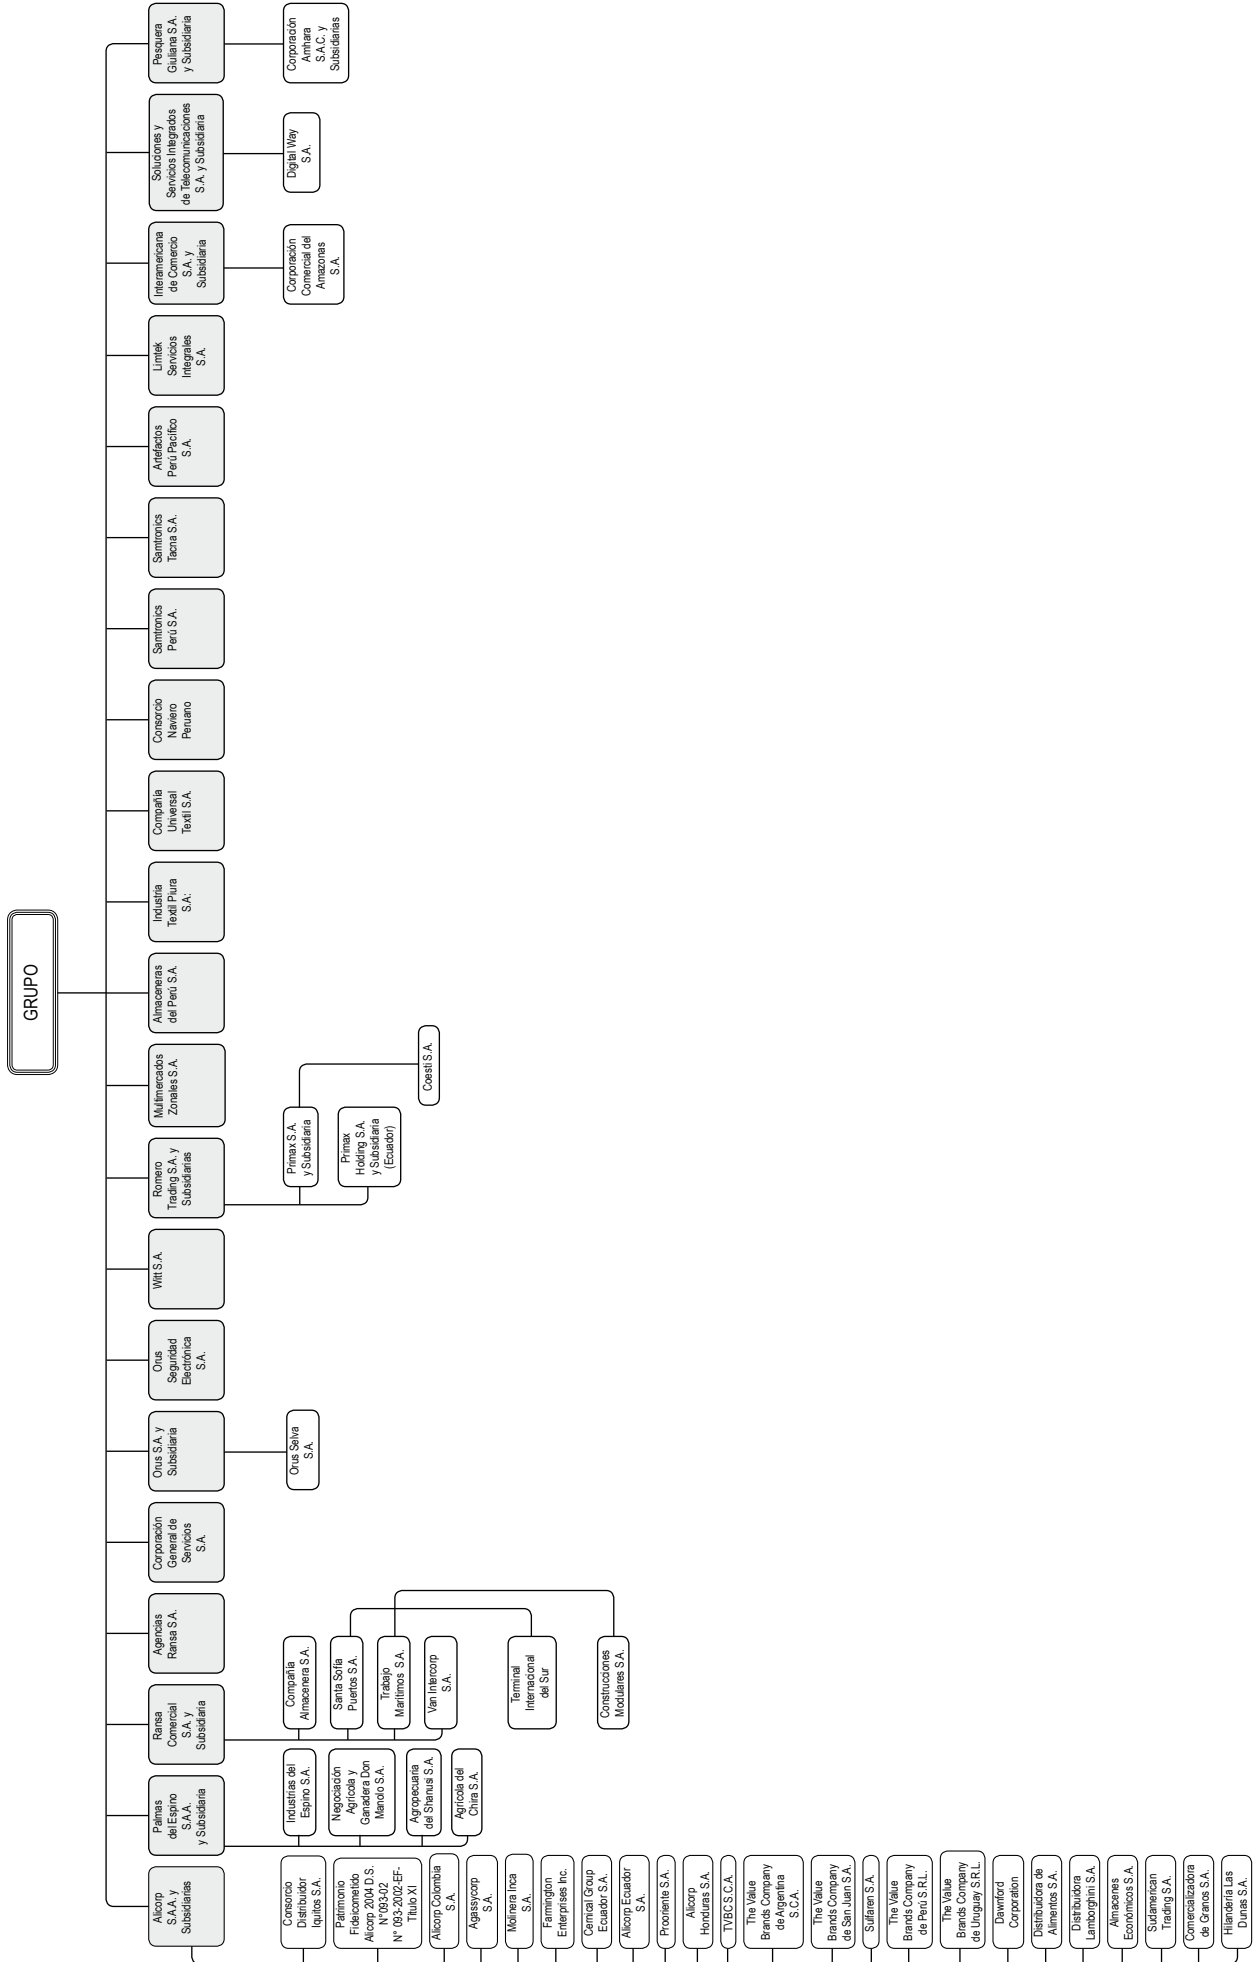 GRUPO
Alicorp
S.A.A. y
Subsidiarias
Palmas
del Espino
S.A.A.
y Subsidiaria
Ransa
Comercial
S.A. y
Subsidiaria
Agencias
Ransa S.A.
Corporación
General de
Servicios
S.A.
Orus S.A. y
Subsidiaria
Orus
Seguridad
Electrónica
S.A.
Witt S.A.
Romero
Trading S.A. y
Subsidiarias
Multimercados
Zonales S.A.
Almaceneras
del Perú S.A.
Industria
Textil Piura
S.A:
Compañía
Universal
Textil S.A.
Consorcio
Naviero
Peruano
Samtronics
Perú S.A.
Samtronics
Tacna S.A.
Artefactos
Perú Pacífico
S.A.
Limtek
Servicios
Integrales
S.A.
Interamericana
de Comercio
S.A. y
Subsidiaria
Soluciones y
Servicios Integrados
de Telecomunicaciones
S.A. y Subsidiaria
Pesquera
Giuliana S.A.
y Subsidiaria
Consorcio
Distribuidor
Iquitos S.A.
Patrimonio
Fideicometido
Alicorp 2004 D.S.
N°093-02
N° 093-2002-EF-
Título XI
Alicorp Colombia
S.A.
Agassycorp
S.A.
Molinera Inca
S.A.
Farmington
Enterprises Inc.
Cernical Group
Ecuador S.A.
Alicorp Ecuador
S.A.
Prooriente S.A.
Alicorp
Honduras S.A.
TVBC S.C.A.
The Value
Brands Company
de Argentina
S.C.A.
The Value
Brands Company
de San Juan S.A.
Sulfaren S.A.
The Value
Brands Company
de Perú S.R.L.
The Value
Brands Company
de Uruguay S.R.L.
Dawnford
Corporation
Distribuidora de
Alimentos S.A.
Distribuidora
Lamborghini S.A.
Almacenes
Económicos S.A.
Sudamerican
Trading S.A.
Comercializadora
de Granos S.A.
Hilandería Las
Dunas S.A.
Industrias del
Espino S.A.
Negociación
Agrícola y
Ganadera Don
Manolo S.A.
Agropecuaria
del Shanusi S.A.
Agrícola del
Chira S.A.
Compañía
Almacenera S.A.
Santa Sofía
Puertos S.A.
Trabajo
Marítimos S.A.
Van Intercorp
S.A.
Terminal
Internacional
del Sur
Construcciones
Modulares S.A.
Orus Selva
S.A.
Primax S.A.
y Subsidiaria
Primax
Holding S.A.
y Subsidiaria
(Ecuador)
Coesti S.A.
Corporación
Comercial del
Amazonas
S.A.
Digital Way
S.A.
Corporación
Amhara
S.A.C. y
Subsidiarias